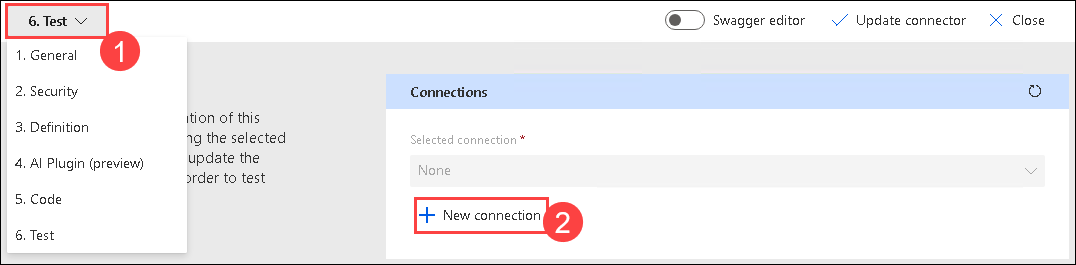 6. Test
Swagger editor
Update connector
Close
1
1. General
2. Security
3. Definition
4. AI Plugin (preview)
5. Code
6. Test
tion of this
ng the selected
update the
order to test
Connections
Selected connection *
None
+ New connection
2